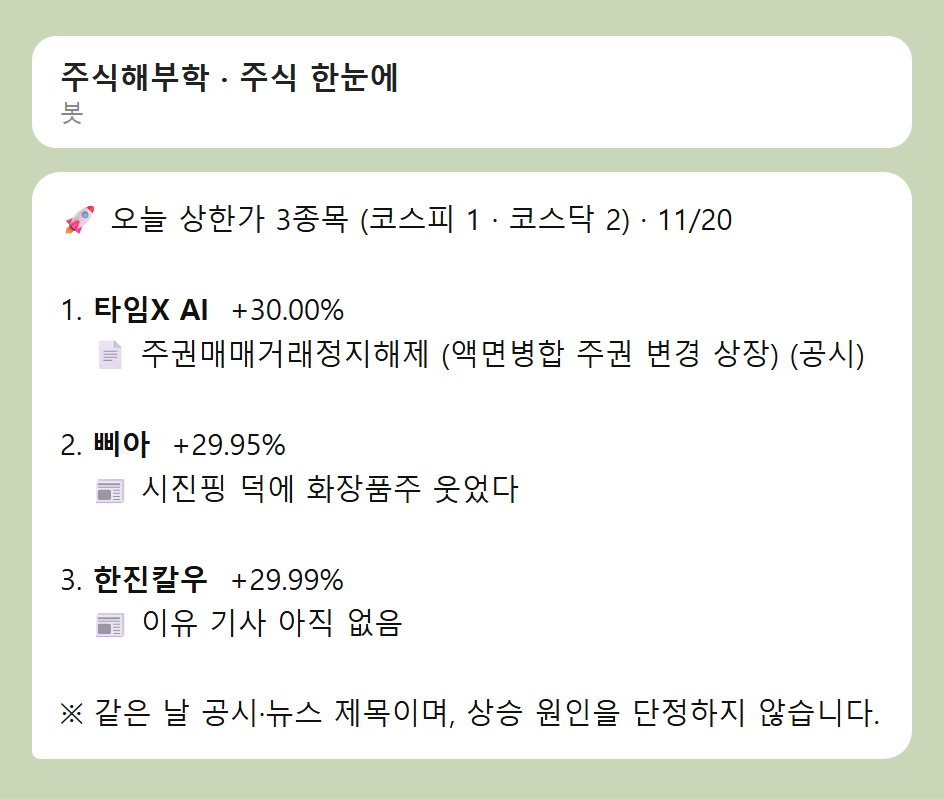 주식해부학 · 주식 한눈에
봇
🚀 오늘 상한가 3종목 (코스피 1 · 코스닥 2) · 11/20
1. 타임X AI +30.00%
📄 주권매매거래정지해제 (액면병합 주권 변경 상장) (공시)
2. 삐아 +29.95%
📰 시진핑 덕에 화장품주 웃었다
3. 한진칼우 +29.99%
📰 이유 기사 아직 없음
※ 같은 날 공시·뉴스 제목이며, 상승 원인을 단정하지 않습니다.